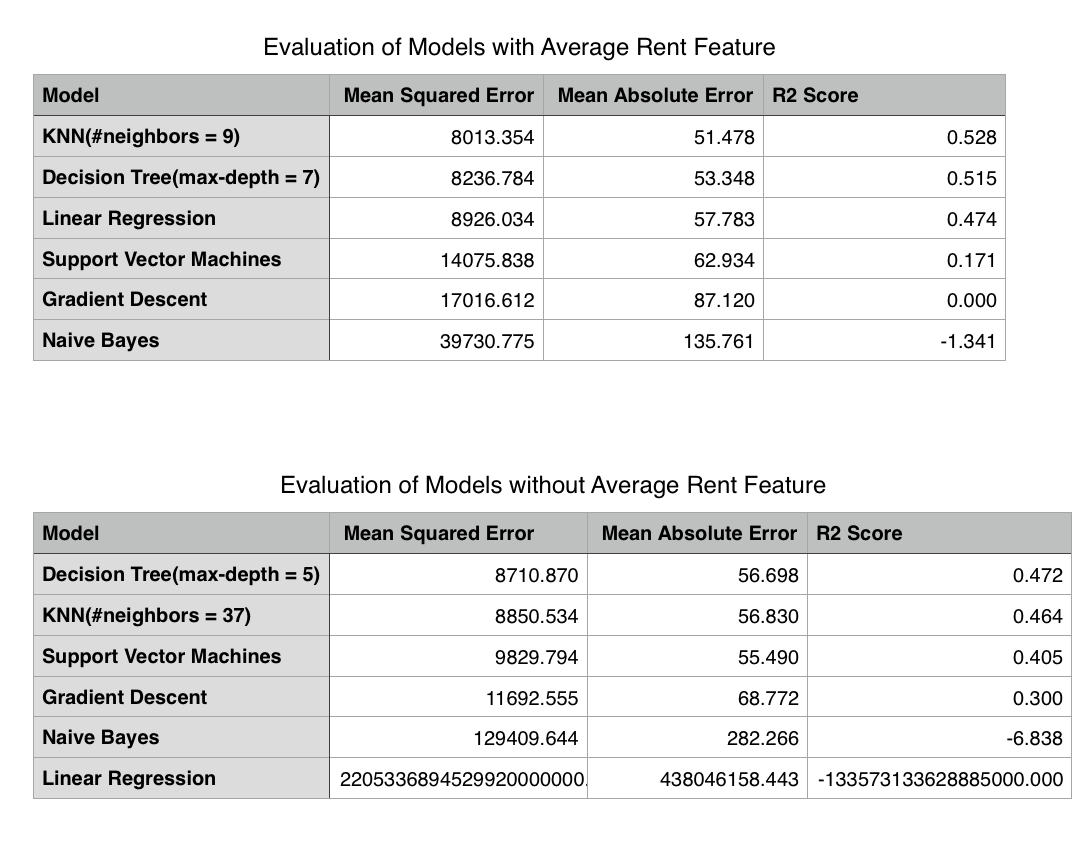 Evaluation of Models with Average Rent Feature
Model Mean Squared Error Mean Absolute Error R2 Score
KNN(#neighbors = 9) 8013.354 51.478 0.528
Decision Tree(max-depth = 7) 8236.784 53.348 0.515
Linear Regression 8926.034 57.783 0.474
Support Vector Machines 14075.838 62.934 0.171
Gradient Descent 17016.612 87.120 0.000
Naive Bayes 39730.775 135.761 -1.341
Evaluation of Models without Average Rent Feature
Model Mean Squared Error Mean Absolute Error R2 Score
Decision Tree(max-depth = 5) 8710.870 56.698 0.472
KNN(#neighbors = 37) 8850.534 56.830 0.464
Support Vector Machines 9829.794 55.490 0.405
Gradient Descent 11692.555 68.772 0.300
Naive Bayes 129409.644 282.266 -6.838
Linear Regression 2205336894529920000000. 438046158.443 -133573133628885000.000